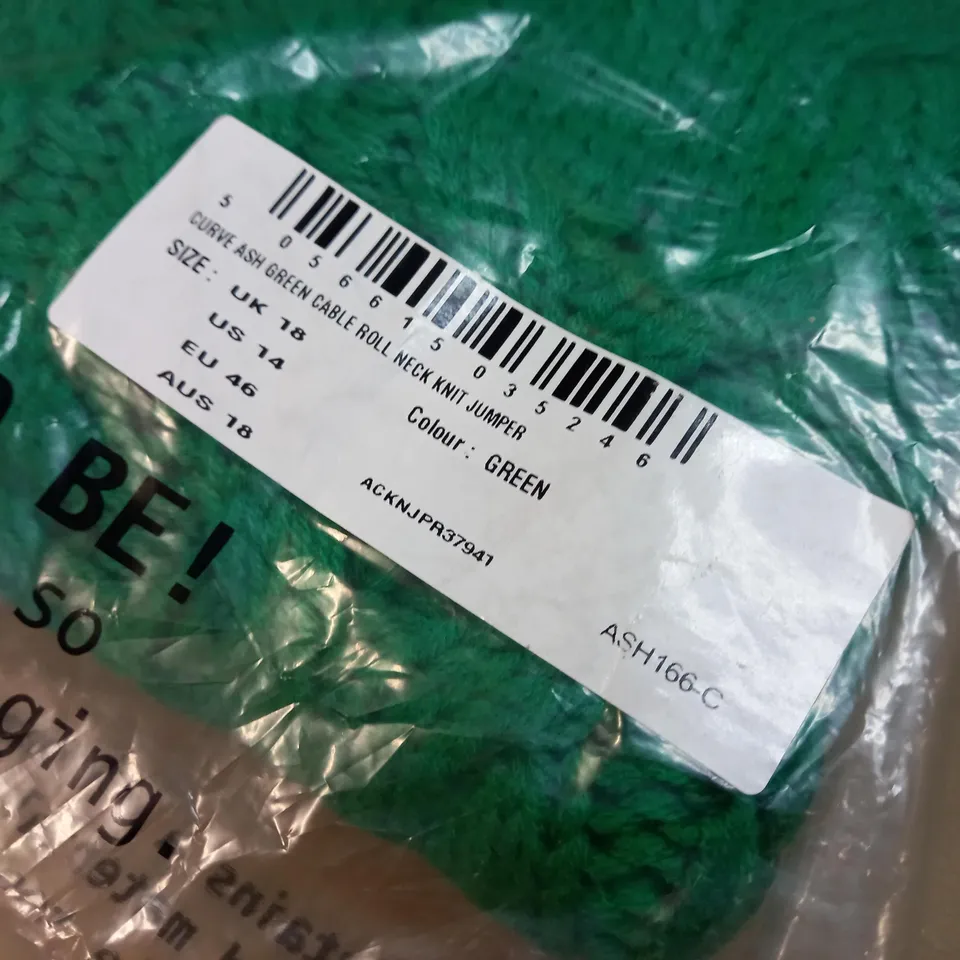 5 056615 035246
CURVE ASH GREEN CABLE ROLL NECK KNIT JUMPER
SIZE: UK 18
US 14
EU 46
AUS 18
Colour: GREEN
ACKNJPR37941
ASH166-C
BE!
so
ging.